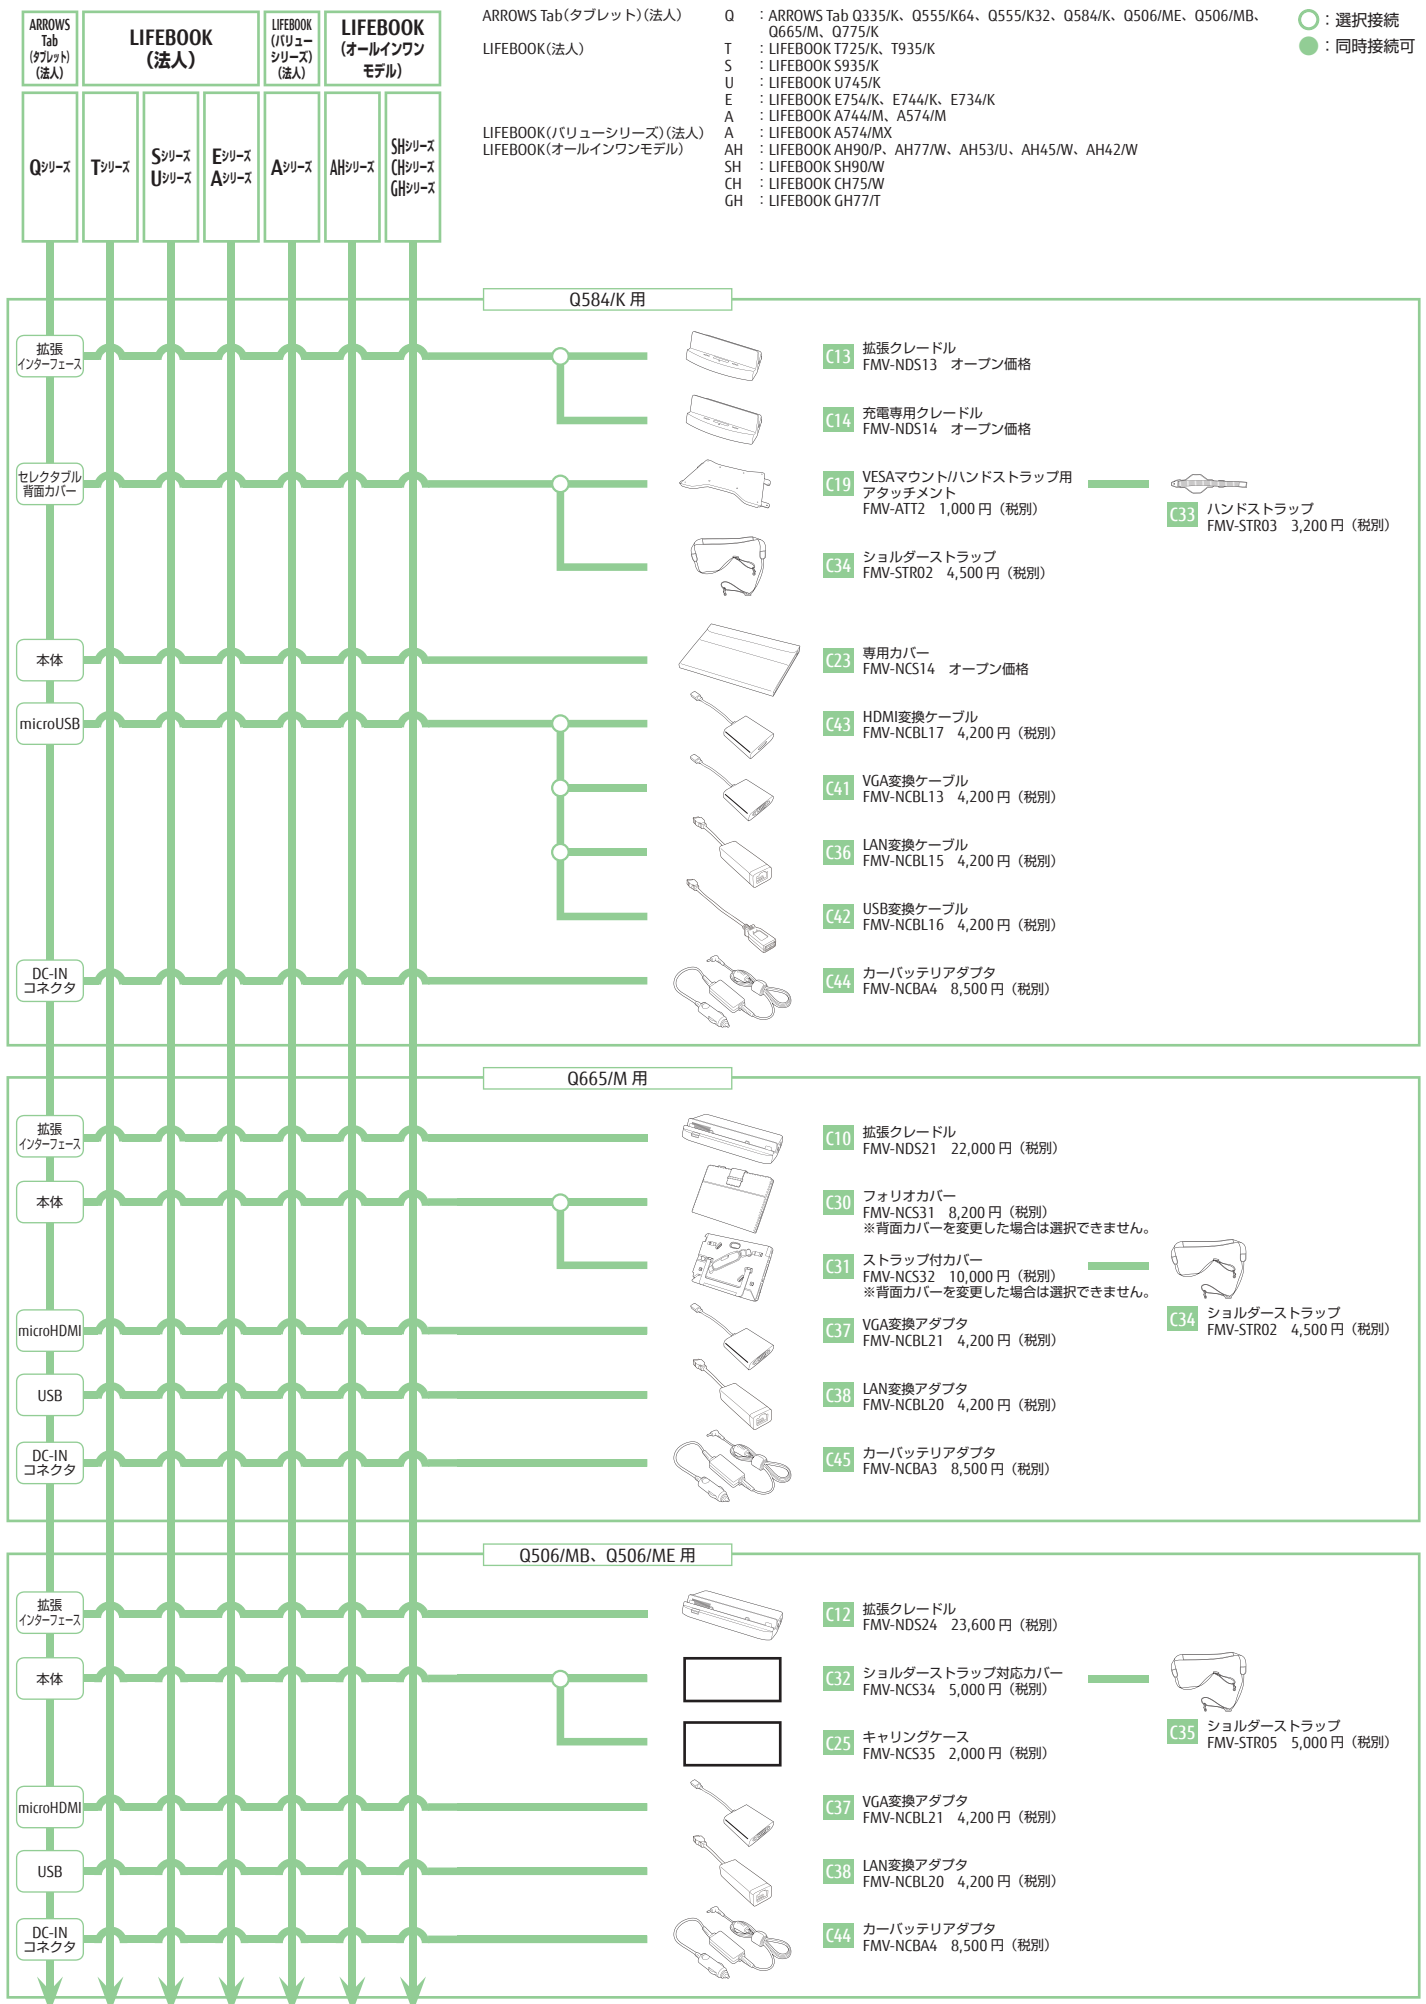 ARROWS
Tab
(タブレット)
(法人)
LIFEBOOK
(法人)
LIFEBOOK
(バリュー
シリーズ)
(法人)
LIFEBOOK
(オールインワン
モデル)
Qシリーズ
Tシリーズ
Sシリーズ
Uシリーズ
Eシリーズ
Aシリーズ
Aシリーズ
AHシリーズ
SHシリーズ
CHシリーズ
GHシリーズ
ARROWS Tab(タブレット)(法人) Q : ARROWS Tab Q335/K、Q555/K64、Q555/K32、Q584/K、Q506/ME、Q506/MB、
Q665/M、Q775/K
LIFEBOOK(法人) T : LIFEBOOK T725/K、T935/K
S : LIFEBOOK S935/K
U : LIFEBOOK U745/K
E : LIFEBOOK E754/K、E744/K、E734/K
A : LIFEBOOK A744/M、A574/M
LIFEBOOK(バリューシリーズ)(法人) A : LIFEBOOK A574/MX
LIFEBOOK(オールインワンモデル) AH : LIFEBOOK AH90/P、AH77/W、AH53/U、AH45/W、AH42/W
SH : LIFEBOOK SH90/W
CH : LIFEBOOK CH75/W
GH : LIFEBOOK GH77/T
：選択接続
：同時接続可
Q584/K 用
拡張
インターフェース
C13 拡張クレードル
FMV-NDS13 オープン価格
C14 充電専用クレードル
FMV-NDS14 オープン価格
セレクタブル
背面カバー
C19 VESAマウント/ハンドストラップ用
アタッチメント
FMV-ATT2 1,000 円（税別）
C33 ハンドストラップ
FMV-STR03 3,200 円（税別）
C34 ショルダーストラップ
FMV-STR02 4,500 円（税別）
本体
C23 専用カバー
FMV-NCS14 オープン価格
microUSB
C43 HDMI変換ケーブル
FMV-NCBL17 4,200 円（税別）
C41 VGA変換ケーブル
FMV-NCBL13 4,200 円（税別）
C36 LAN変換ケーブル
FMV-NCBL15 4,200 円（税別）
C42 USB変換ケーブル
FMV-NCBL16 4,200 円（税別）
DC-IN
コネクタ
C44 カーバッテリアダプタ
FMV-NCBA4 8,500 円（税別）
Q665/M 用
拡張
インターフェース
C10 拡張クレードル
FMV-NDS21 22,000 円（税別）
本体
C30 フォリオカバー
FMV-NCS31 8,200 円（税別）
※背面カバーを変更した場合は選択できません。
C31 ストラップ付カバー
FMV-NCS32 10,000 円（税別）
※背面カバーを変更した場合は選択できません。
C34 ショルダーストラップ
FMV-STR02 4,500 円（税別）
microHDMI
C37 VGA変換アダプタ
FMV-NCBL21 4,200 円（税別）
USB
C38 LAN変換アダプタ
FMV-NCBL20 4,200 円（税別）
DC-IN
コネクタ
C45 カーバッテリアダプタ
FMV-NCBA3 8,500 円（税別）
Q506/MB、Q506/ME 用
拡張
インターフェース
C12 拡張クレードル
FMV-NDS24 23,600 円（税別）
本体
C32 ショルダーストラップ対応カバー
FMV-NCS34 5,000 円（税別）
C35 ショルダーストラップ
FMV-STR05 5,000 円（税別）
C25 キャリングケース
FMV-NCS35 2,000 円（税別）
microHDMI
C37 VGA変換アダプタ
FMV-NCBL21 4,200 円（税別）
USB
C38 LAN変換アダプタ
FMV-NCBL20 4,200 円（税別）
DC-IN
コネクタ
C44 カーバッテリアダプタ
FMV-NCBA4 8,500 円（税別）